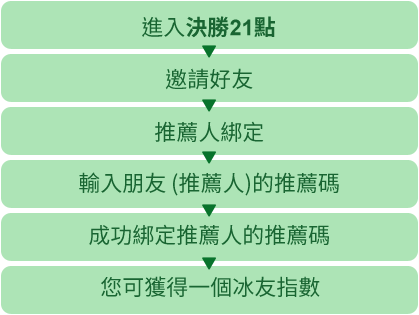 進入決勝21點
邀請好友
推薦人綁定
輸入朋友 (推薦人)的推薦碼
成功綁定推薦人的推薦碼
您可獲得一個冰友指數